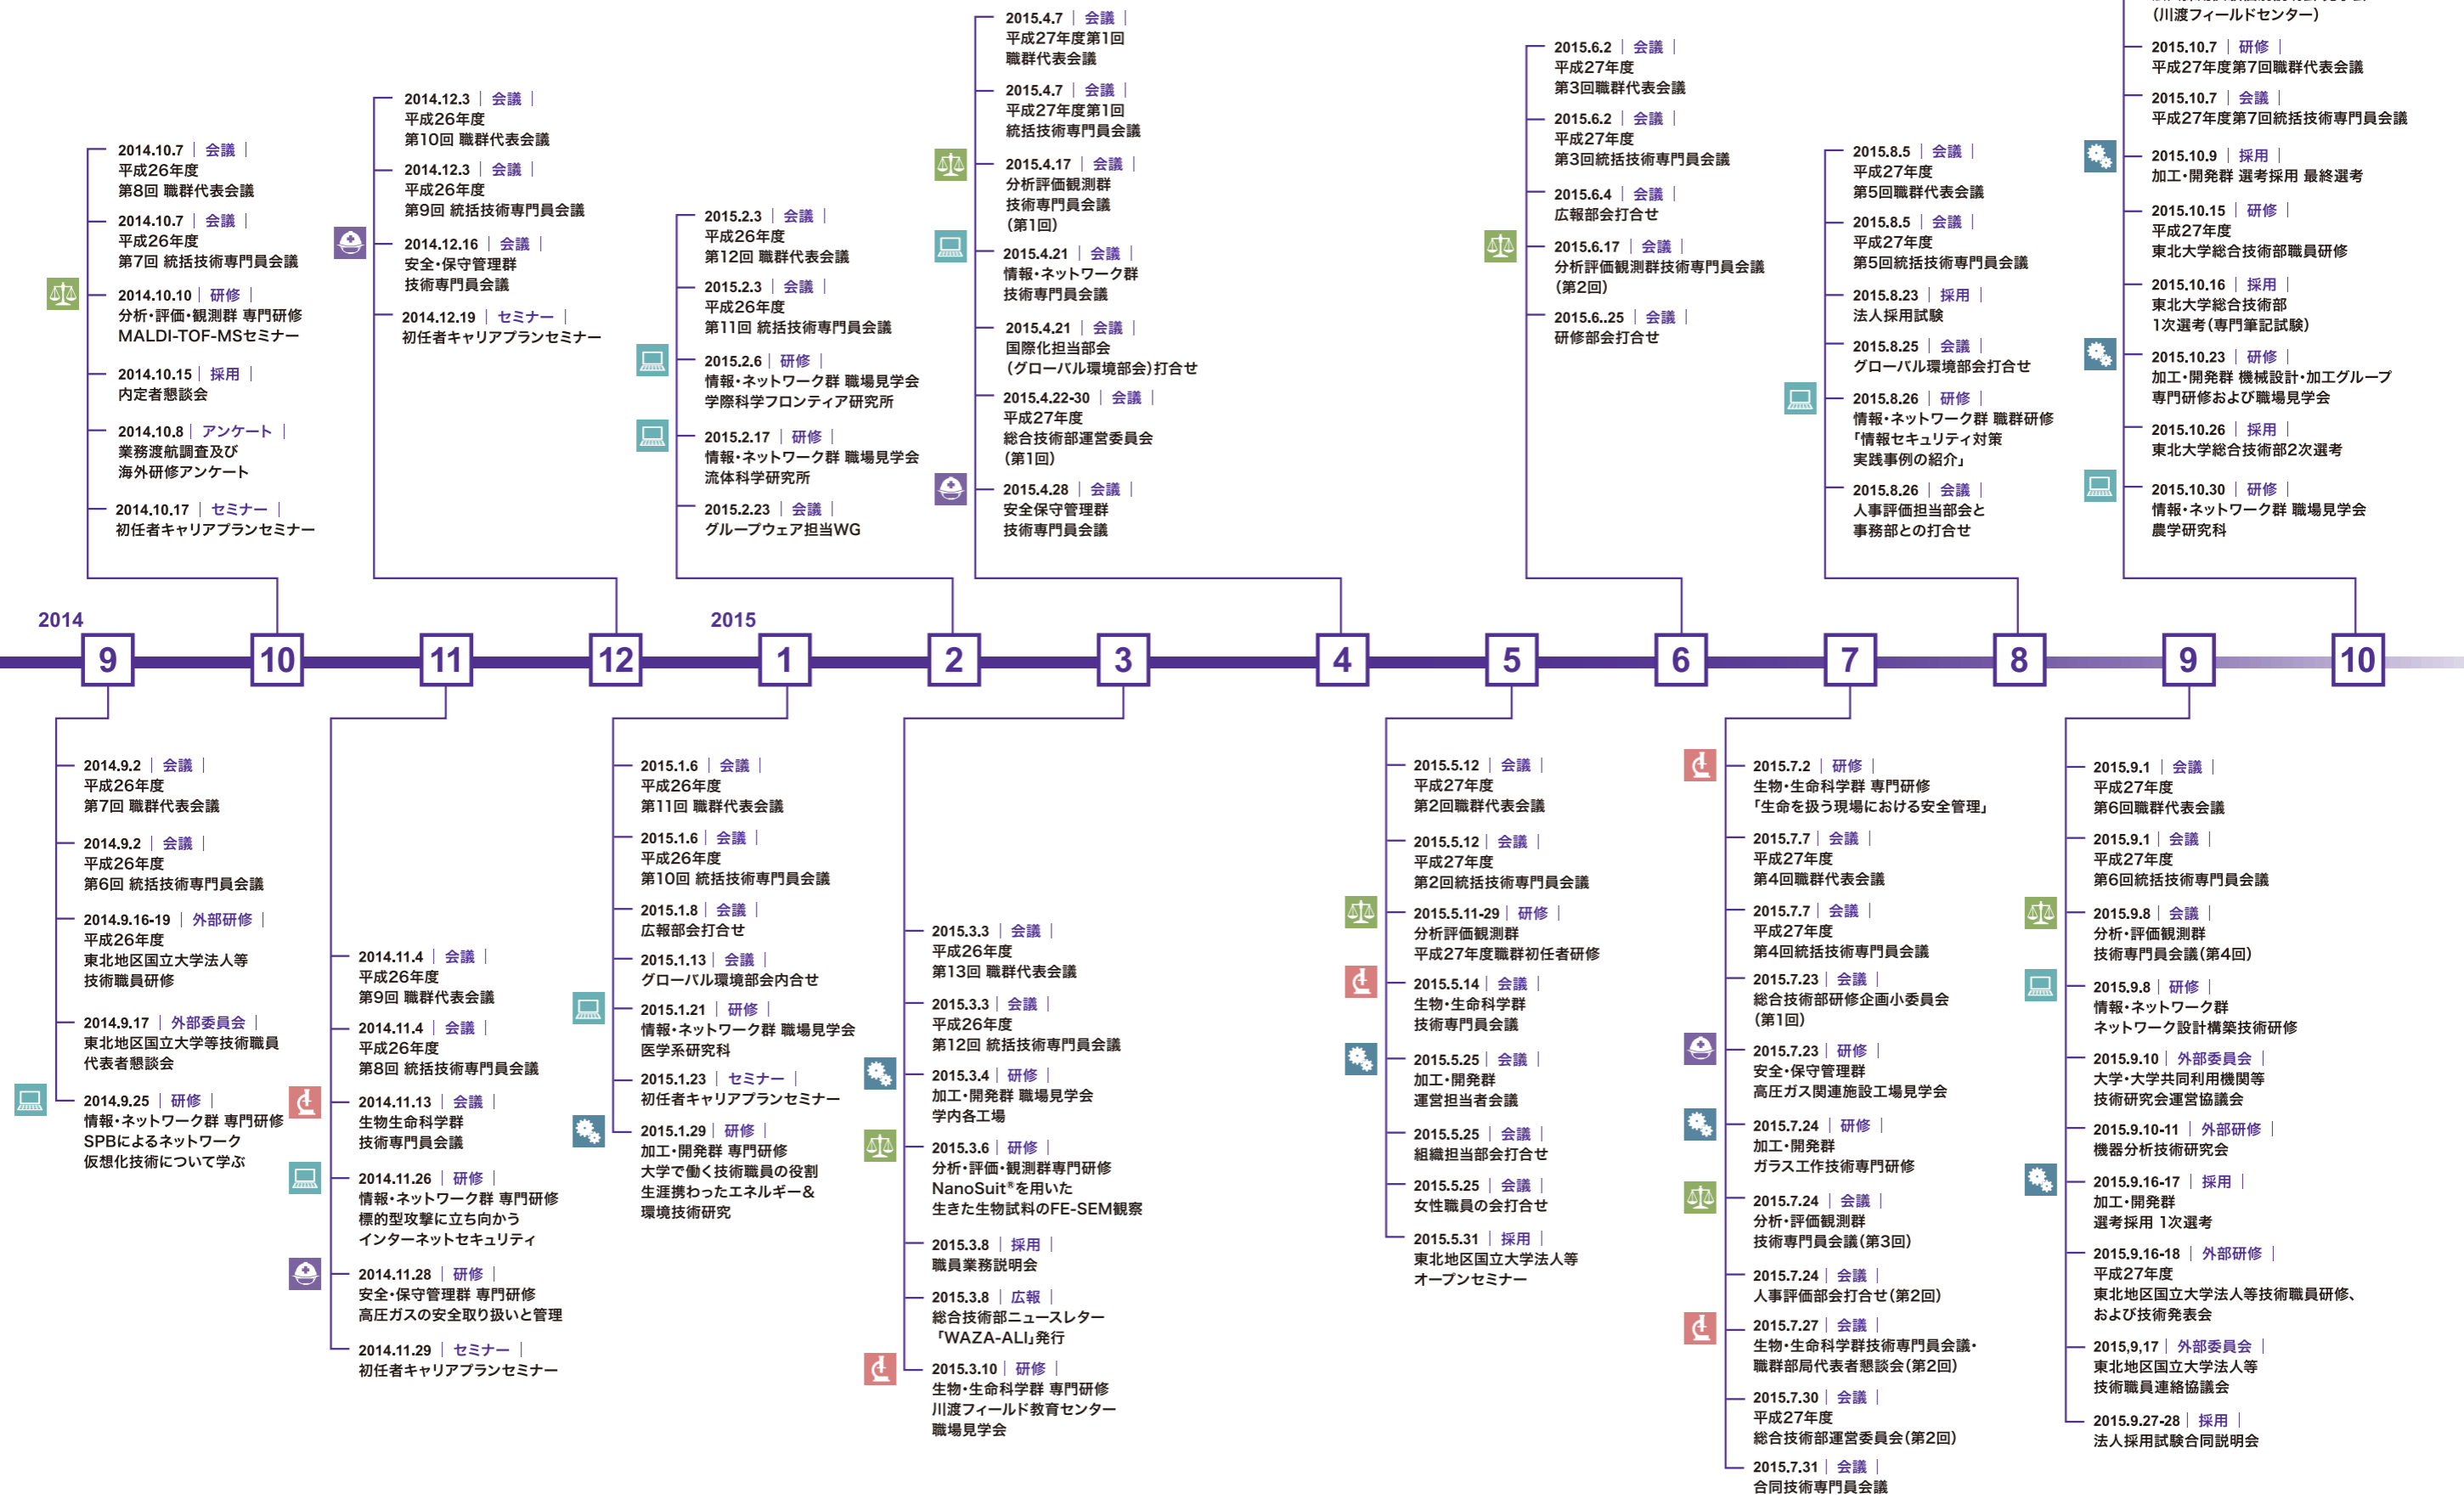 2014.10.7｜会議｜
平成26年度
第8回 職群代表会議
2014.10.7｜会議｜
平成26年度
第7回 統括技術専門員会議
2014.10.10｜研修｜
分析・評価・観測群 専門研修
MALDI-TOF-MSセミナー
2014.10.15｜採用｜
内定者懇談会
2014.10.8｜アンケート｜
業務渡航調査及び
海外研修アンケート
2014.10.17｜セミナー｜
初任者キャリアプランセミナー
2014.12.3｜会議｜
平成26年度
第10回 職群代表会議
2014.12.3｜会議｜
平成26年度
第9回 統括技術専門員会議
2014.12.16｜会議｜
安全・保守管理群
技術専門員会議
2014.12.19｜セミナー｜
初任者キャリアプランセミナー
2015.2.3｜会議｜
平成26年度
第12回 職群代表会議
2015.2.3｜会議｜
平成26年度
第11回 統括技術専門員会議
2015.2.6｜研修｜
情報・ネットワーク群 職場見学会
学際科学フロンティア研究所
2015.2.17｜研修｜
情報・ネットワーク群 職場見学会
流体科学研究所
2015.2.23｜会議｜
グループウェア担当WG
2015.4.7｜会議｜
平成27年度第1回
職群代表会議
2015.4.7｜会議｜
平成27年度第1回
統括技術専門員会議
2015.4.17｜会議｜
分析評価観測群
技術専門員会議
（第1回）
2015.4.21｜会議｜
情報・ネットワーク群
技術専門員会議
2015.4.21｜会議｜
国際化担当部会
（グローバル環境部会）打合せ
2015.4.22-30｜会議｜
平成27年度
総合技術部運営委員会
（第1回）
2015.4.28｜会議｜
安全保守管理群
技術専門員会議
2015.6.2｜会議｜
平成27年度
第3回職群代表会議
2015.6.2｜会議｜
平成27年度
第3回統括技術専門員会議
2015.6.4｜会議｜
広報部会打合せ
2015.6.17｜会議｜
分析評価観測群技術専門員会議
（第2回）
2015.6..25｜会議｜
研修部会打合せ
2015.8.5｜会議｜
平成27年度
第5回職群代表会議
2015.8.5｜会議｜
平成27年度
第5回統括技術専門員会議
2015.8.23｜採用｜
法人採用試験
2015.8.25｜会議｜
グローバル環境部会打合せ
2015.8.26｜研修｜
情報・ネットワーク群 職群研修
「情報セキュリティ対策
実践事例の紹介」
2015.8.26｜会議｜
人事評価担当部会と
事務部との打合せ
（川渡フィールドセンター）
2015.10.7｜研修｜
平成27年度第7回職群代表会議
2015.10.7｜会議｜
平成27年度第7回統括技術専門員会議
2015.10.9｜採用｜
加工・開発群 選考採用 最終選考
2015.10.15｜研修｜
平成27年度
東北大学総合技術部職員研修
2015.10.16｜採用｜
東北大学総合技術部
1次選考（専門筆記試験）
2015.10.23｜研修｜
加工・開発群 機械設計・加工グループ
専門研修および職場見学会
2015.10.26｜採用｜
東北大学総合技術部2次選考
2015.10.30｜研修｜
情報・ネットワーク群 職場見学会
農学研究科
2014
2015
9
10
11
12
1
2
3
4
5
6
7
8
9
10
2014.9.2｜会議｜
平成26年度
第7回 職群代表会議
2014.9.2｜会議｜
平成26年度
第6回 統括技術専門員会議
2014.9.16-19｜外部研修｜
平成26年度
東北地区国立大学法人等
技術職員研修
2014.9.17｜外部委員会｜
東北地区国立大学等技術職員
代表者懇談会
2014.9.25｜研修｜
情報・ネットワーク群 専門研修
SPBによるネットワーク
仮想化技術について学ぶ
2014.11.4｜会議｜
平成26年度
第9回 職群代表会議
2014.11.4｜会議｜
平成26年度
第8回 統括技術専門員会議
2014.11.13｜会議｜
生物生命科学群
技術専門員会議
2014.11.26｜研修｜
情報・ネットワーク群 専門研修
標的型攻撃に立ち向かう
インターネットセキュリティ
2014.11.28｜研修｜
安全・保守管理群 専門研修
高圧ガスの安全取り扱いと管理
2014.11.29｜セミナー｜
初任者キャリアプランセミナー
2015.1.6｜会議｜
平成26年度
第11回 職群代表会議
2015.1.6｜会議｜
平成26年度
第10回 統括技術専門員会議
2015.1.8｜会議｜
広報部会打合せ
2015.1.13｜会議｜
グローバル環境部会内合せ
2015.1.21｜研修｜
情報・ネットワーク群 職場見学会
医学系研究科
2015.1.23｜セミナー｜
初任者キャリアプランセミナー
2015.1.29｜研修｜
加工・開発群 専門研修
大学で働く技術職員の役割
生涯携わったエネルギー＆
環境技術研究
2015.3.3｜会議｜
平成26年度
第13回 職群代表会議
2015.3.3｜会議｜
平成26年度
第12回 統括技術専門員会議
2015.3.4｜研修｜
加工・開発群 職場見学会
学内各工場
2015.3.6｜研修｜
分析・評価・観測群専門研修
NanoSuit®を用いた
生きた生物試料のFE-SEM観察
2015.3.8｜採用｜
職員業務説明会
2015.3.8｜広報｜
総合技術部ニュースレター
「WAZA-ALI」発行
2015.3.10｜研修｜
生物・生命科学群 専門研修
川渡フィールド教育センター
職場見学会
2015.5.12｜会議｜
平成27年度
第2回職群代表会議
2015.5.12｜会議｜
平成27年度
第2回統括技術専門員会議
2015.5.11-29｜研修｜
分析評価観測群
平成27年度職群初任者研修
2015.5.14｜会議｜
生物・生命科学群
技術専門員会議
2015.5.25｜会議｜
加工・開発群
運営担当者会議
2015.5.25｜会議｜
組織担当部会打合せ
2015.5.25｜会議｜
女性職員の会打合せ
2015.5.31｜採用｜
東北地区国立大学法人等
オープンセミナー
2015.7.2｜研修｜
生物・生命科学群 専門研修
「生命を扱う現場における安全管理」
2015.7.7｜会議｜
平成27年度
第4回職群代表会議
2015.7.7｜会議｜
平成27年度
第4回統括技術専門員会議
2015.7.23｜会議｜
総合技術部研修企画小委員会
（第1回）
2015.7.23｜研修｜
安全・保守管理群
高圧ガス関連施設工場見学会
2015.7.24｜研修｜
加工・開発群
ガラス工作技術専門研修
2015.7.24｜会議｜
分析・評価観測群
技術専門員会議（第3回）
2015.7.24｜会議｜
人事評価部会打合せ（第2回）
2015.7.27｜会議｜
生物・生命科学群技術専門員会議・
職群部局代表者懇談会（第2回）
2015.7.30｜会議｜
平成27年度
総合技術部運営委員会（第2回）
2015.7.31｜会議｜
合同技術専門員会議
2015.9.1｜会議｜
平成27年度
第6回職群代表会議
2015.9.1｜会議｜
平成27年度
第6回統括技術専門員会議
2015.9.8｜会議｜
分析・評価観測群
技術専門員会議（第4回）
2015.9.8｜研修｜
情報・ネットワーク群
ネットワーク設計構築技術研修
2015.9.10｜外部委員会｜
大学・大学共同利用機関等
技術研究会運営協議会
2015.9.10-11｜外部研修｜
機器分析技術研究会
2015.9.16-17｜採用｜
加工・開発群
選考採用 1次選考
2015.9.16-18｜外部研修｜
平成27年度
東北地区国立大学法人等技術職員研修、
および技術発表会
2015,9,17｜外部委員会｜
東北地区国立大学法人等
技術職員連絡協議会
2015.9.27-28｜採用｜
法人採用試験合同説明会